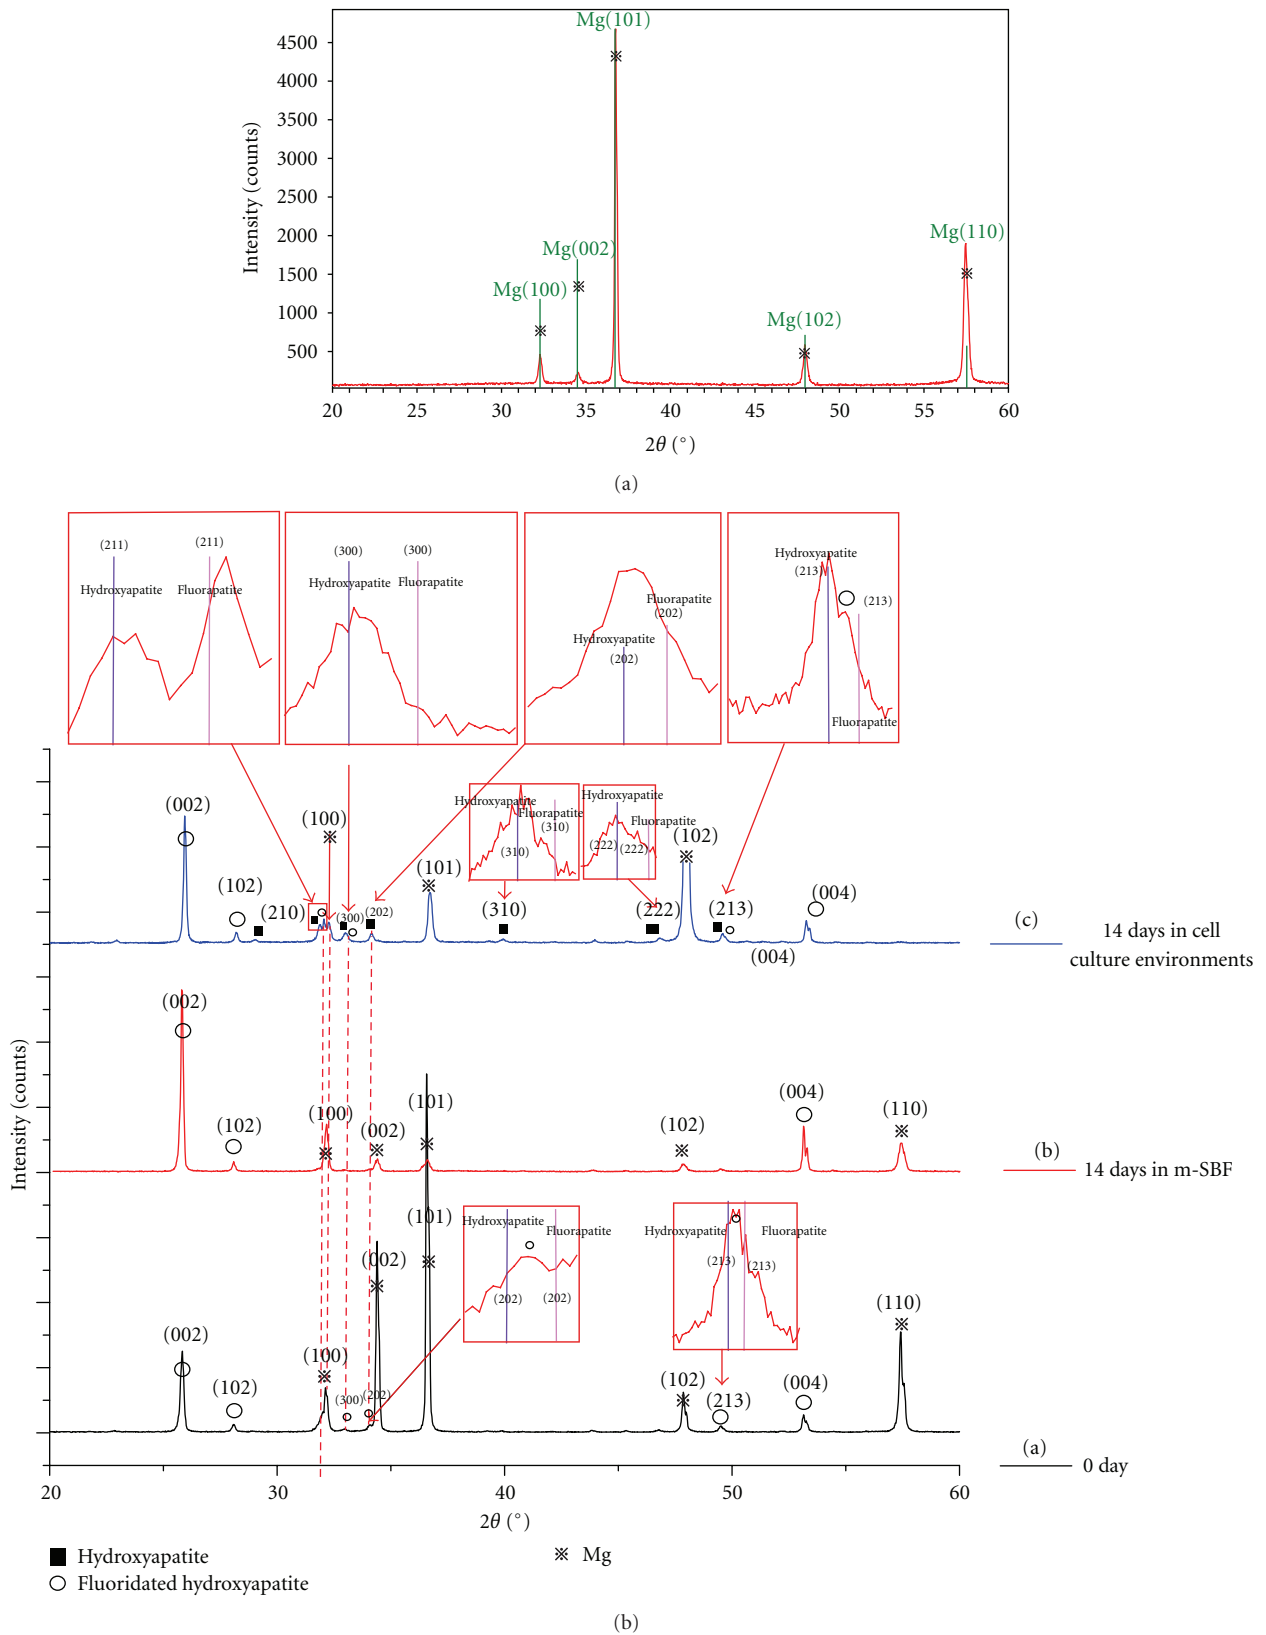 Mg(101)
4500
4000
3500
3000
2500
2000
1500
1000
500
Intensity (counts)
Mg(002)
Mg(110)
Mg(100)
Mg(102)
20 25 30 35 40 45 50 55 60
2θ (°)
(a)
(211) (211)
Hydroxyapatite Fluorapatite
(300) (300)
Hydroxyapatite Fluorapatite
Fluorapatite
(202)
Hydroxyapatite
(202)
Hydroxyapatite
(213)
(213)
Fluorapatite
Hydroxyapatite
Fluorapatite
(310)
(310)
Hydroxyapatite
Fluorapatite
(222) (222)
(002)
(102)
(210)
(100)
(300)
(202)
(101)
(310)
(222)
(102)
(213)
(004)
(004)
(c)
14 days in cell
culture environments
Intensity (counts)
(002)
(102)
(100)
(002)
(101)
(102)
(004)
(110)
(b)
14 days in m-SBF
Hydroxyapatite
Fluorapatite
(202) (202)
Hydroxyapatite Fluorapatite
(213) (213)
(002)
(102)
(100)
(300)
(202)
(002)
(101)
(102)
(213)
(004)
(110)
(a)
0 day
20 30 40 50 60
2θ (°)
Hydroxyapatite
Mg
Fluoridated hydroxyapatite
(b)